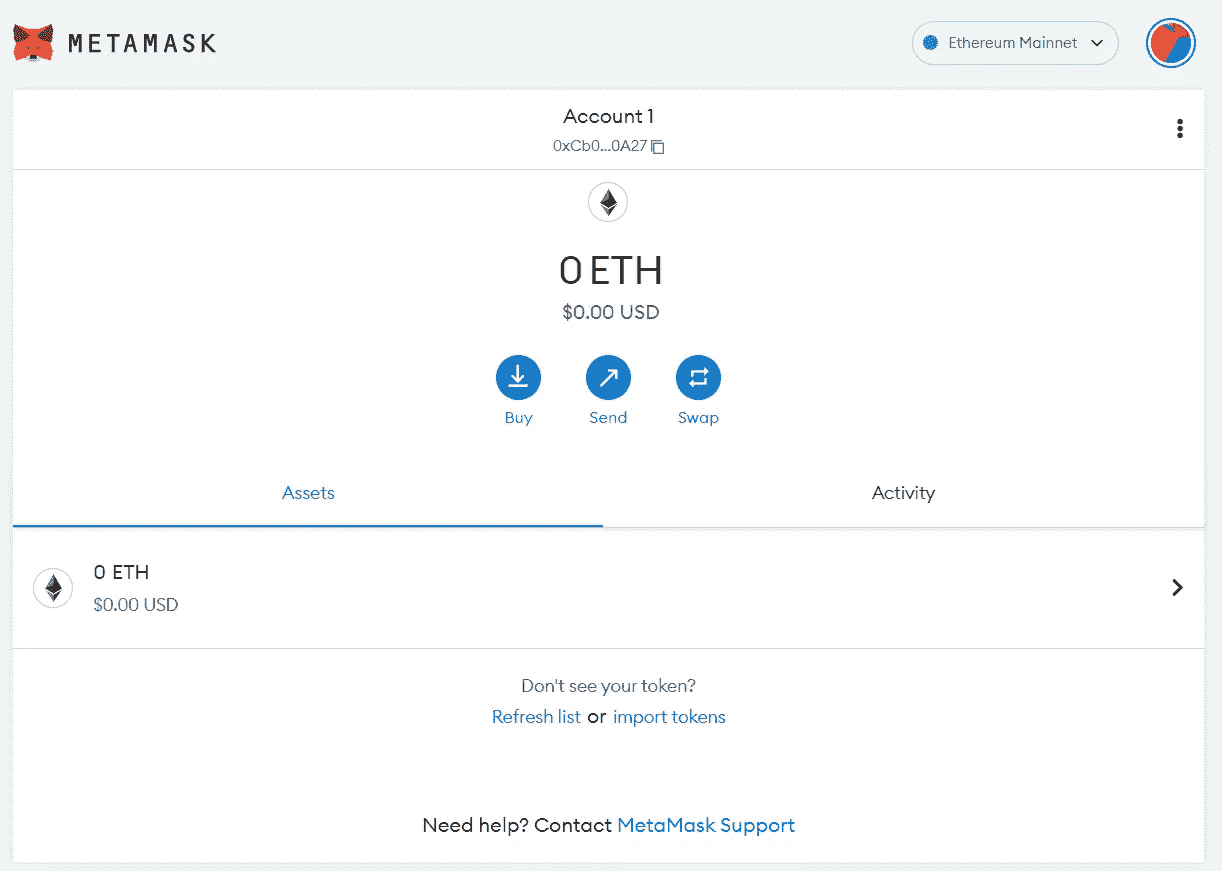 METAMASK
Ethereum Mainnet
Account 1
0xCb0...0A27
0 ETH
$0.00 USD
Buy Send Swap
Assets Activity
0 ETH
$0.00 USD
Don't see your token?
Refresh list or import tokens
Need help? Contact MetaMask Support